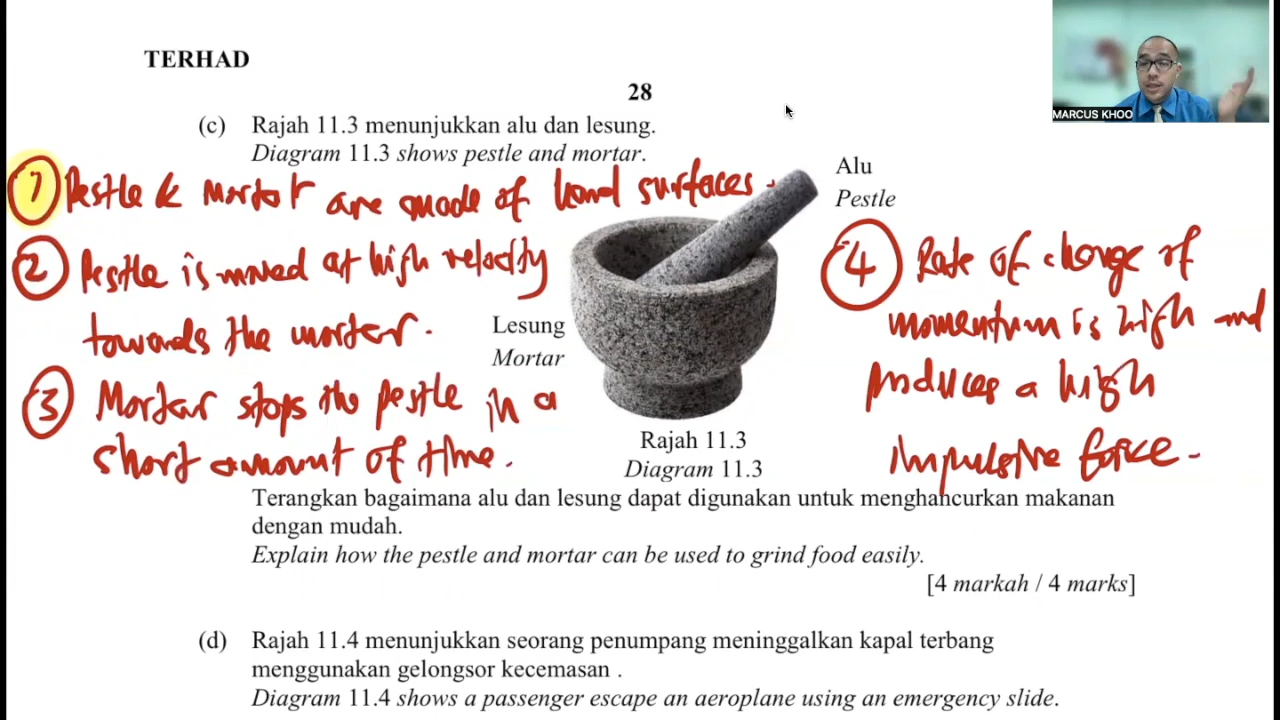 TERHAD
28
(c) Rajah 11.3 menunjukkan alu dan lesung.
Diagram 11.3 shows pestle and mortar.
MARCUS KHOO
① Pestle & Mortar are made of hard surfaces.
② Pestle is moved at high velocity
towards the mortar.
③ Mortar stops the pestle in a
short amount of time.
Alu
Pestle
Lesung
Mortar
④ Rate of change of
momentum is high and
produces a high
impulsive force.
Rajah 11.3
Diagram 11.3
Terangkan bagaimana alu dan lesung dapat digunakan untuk menghancurkan makanan
dengan mudah.
Explain how the pestle and mortar can be used to grind food easily.
[4 markah / 4 marks]
(d) Rajah 11.4 menunjukkan seorang penumpang meninggalkan kapal terbang
menggunakan gelongsor kecemasan .
Diagram 11.4 shows a passenger escape an aeroplane using an emergency slide.